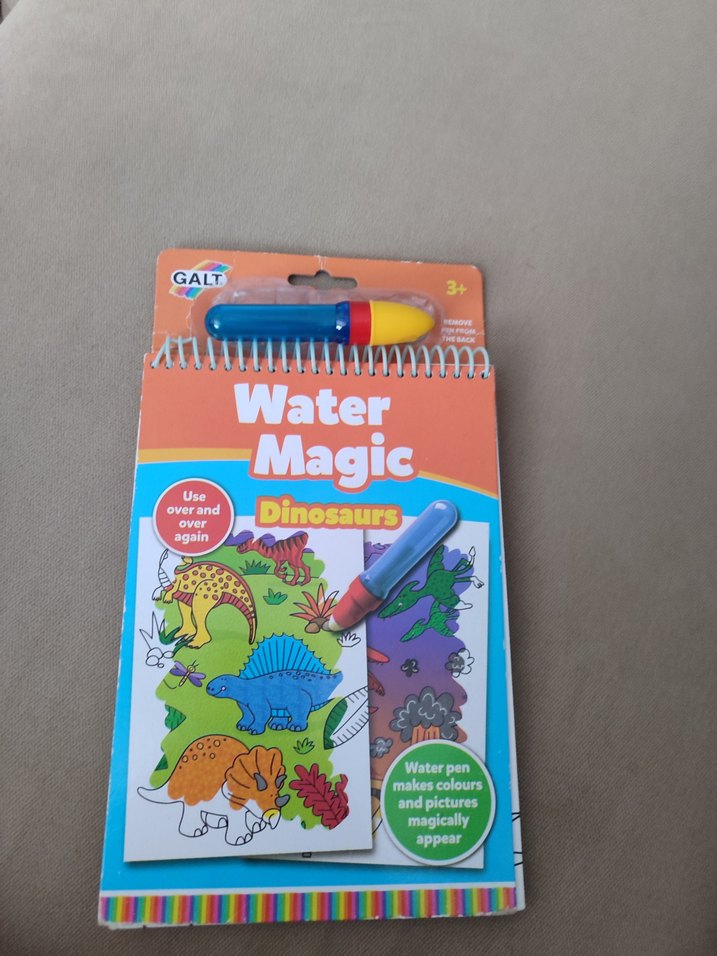 GALT
3+
REMOVE
PEN FROM
THE BACK
Water
Magic
Dinosaurs
Use
over and
over
again
Water pen
makes colours
and pictures
magically
appear